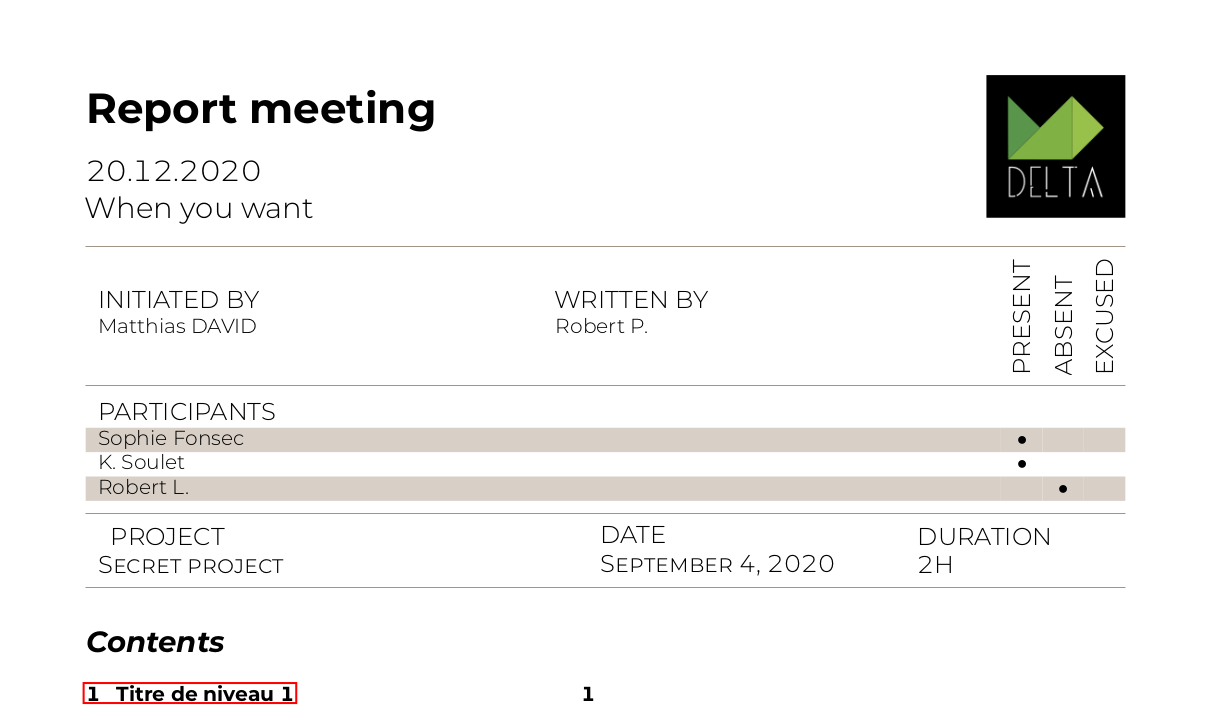 Report meeting
20.12.2020
When you want
DELTA
INITIATED BY
Matthias DAVID
WRITTEN BY
Robert P.
PRESENT
ABSENT
EXCUSED
PARTICIPANTS
Sophie Fonsec •
K. Soulet •
Robert L. •
PROJECT
SECRET PROJECT
DATE
SEPTEMBER 4, 2020
DURATION
2H
Contents
1 Titre de niveau 1 1